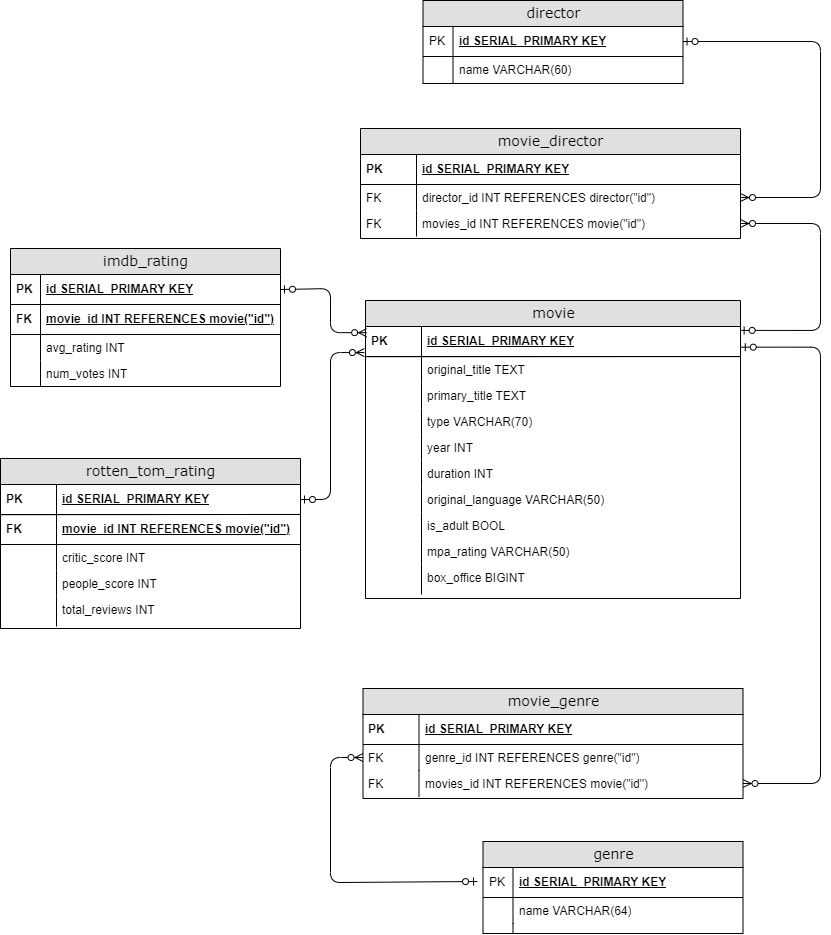 director
PK id SERIAL PRIMARY KEY
name VARCHAR(60)
movie_director
PK id SERIAL PRIMARY KEY
FK director_id INT REFERENCES director("id")
FK movies_id INT REFERENCES movie("id")
imdb_rating
PK id SERIAL PRIMARY KEY
FK movie_id INT REFERENCES movie("id")
avg_rating INT
num_votes INT
movie
PK id SERIAL PRIMARY KEY
original_title TEXT
primary_title TEXT
type VARCHAR(70)
year INT
duration INT
original_language VARCHAR(50)
is_adult BOOL
mpa_rating VARCHAR(50)
box_office BIGINT
rotten_tom_rating
PK id SERIAL PRIMARY KEY
FK movie_id INT REFERENCES movie("id")
critic_score INT
people_score INT
total_reviews INT
movie_genre
PK id SERIAL PRIMARY KEY
FK genre_id INT REFERENCES genre("id")
FK movies_id INT REFERENCES movie("id")
genre
PK id SERIAL PRIMARY KEY
name VARCHAR(64)